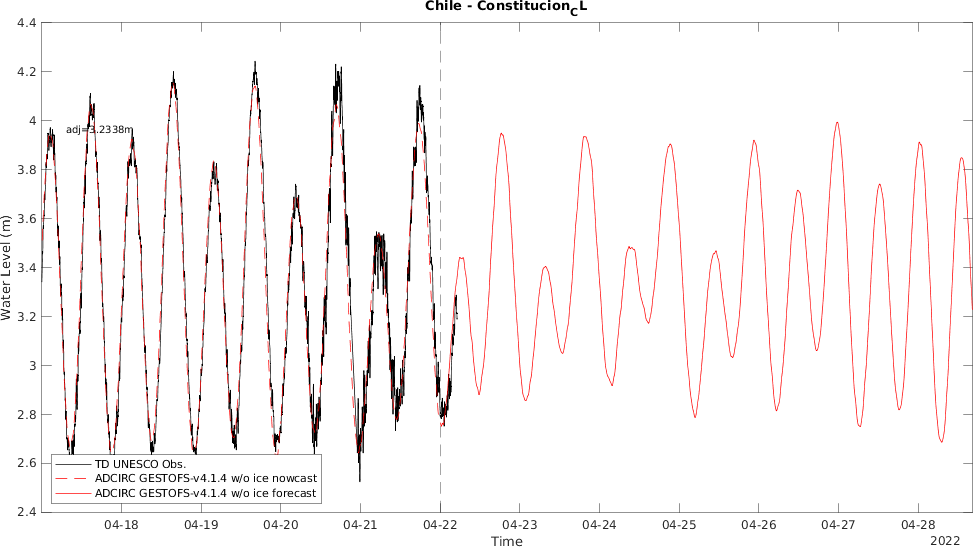 Chile - Constitucion_CL
4.4
4.2
4
3.8
3.6
3.4
3.2
3
2.8
2.6
2.4
Water Level (m)
adj=3.2338m
TD UNESCO Obs.
ADCIRC GESTOFS-v4.1.4 w/o ice nowcast
ADCIRC GESTOFS-v4.1.4 w/o ice forecast
04-18 04-19 04-20 04-21 04-22 04-23 04-24 04-25 04-26 04-27 04-28
Time
2022